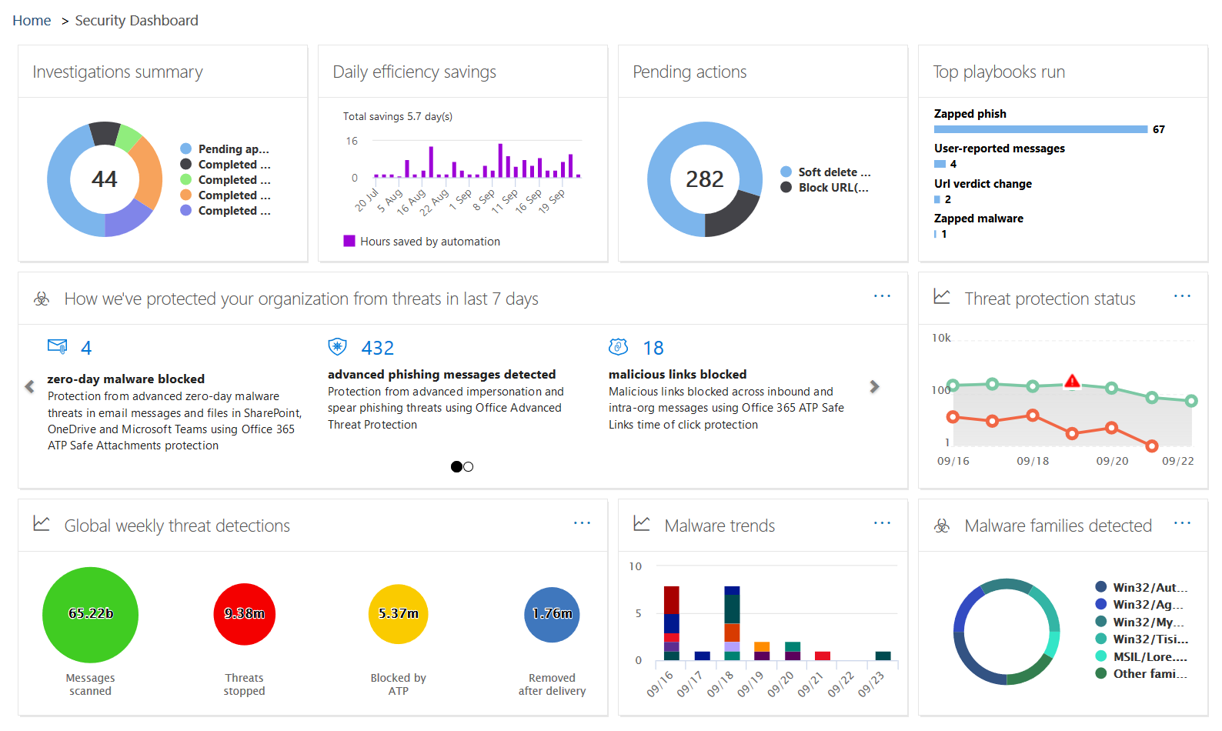 Home > Security Dashboard
Investigations summary
44
Pending ap...
Completed ...
Completed ...
Completed ...
Completed ...
Daily efficiency savings
Total savings 5.7 day(s)
16
0
20 Jul
5 Aug
16 Aug
22 Aug
1 Sep
8 Sep
11 Sep
16 Sep
19 Sep
Hours saved by automation
Pending actions
282
Soft delete ...
Block URL(...
Top playbooks run
Zapped phish
67
User-reported messages
4
Url verdict change
2
Zapped malware
1
How we've protected your organization from threats in last 7 days
4
zero-day malware blocked
Protection from advanced zero-day malware
threats in email messages and files in SharePoint,
OneDrive and Microsoft Teams using Office 365
ATP Safe Attachments protection
432
advanced phishing messages detected
Protection from advanced impersonation and
spear phishing threats using Office Advanced
Threat Protection
18
malicious links blocked
Malicious links blocked across inbound and
intra-org messages using Office 365 ATP Safe
Links time of click protection
Threat protection status
10k
100
1
09/16
09/18
09/20
09/22
Global weekly threat detections
65.22b
Messages
scanned
9.38m
Threats
stopped
5.37m
Blocked by
ATP
1.76m
Removed
after delivery
Malware trends
10
5
0
09/16
09/17
09/18
09/19
09/20
09/21
09/22
09/23
Malware families detected
Win32/Aut...
Win32/Ag...
Win32/My...
Win32/Tisi...
MSIL/Lore....
Other fami...